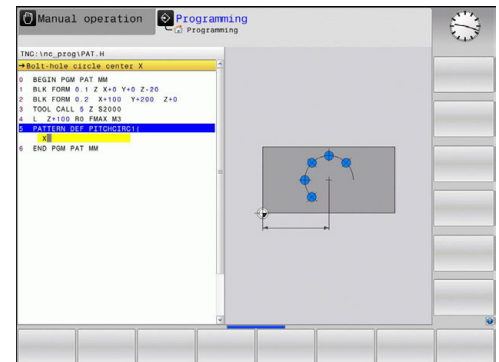 Manual operation
Programming
Programming
TNC:\nc_prog\PAT.H
→Bolt-hole circle center X
0 BEGIN PGM PAT MM
1 BLK FORM 0.1 Z X+0 Y+0 Z-20
2 BLK FORM 0.2 X+100 Y+200 Z+0
3 TOOL CALL 5 Z S2000
4 L Z+100 R0 FMAX M3
5 PATTERN DEF PITCHCIRC1(
X
6 END PGM PAT MM